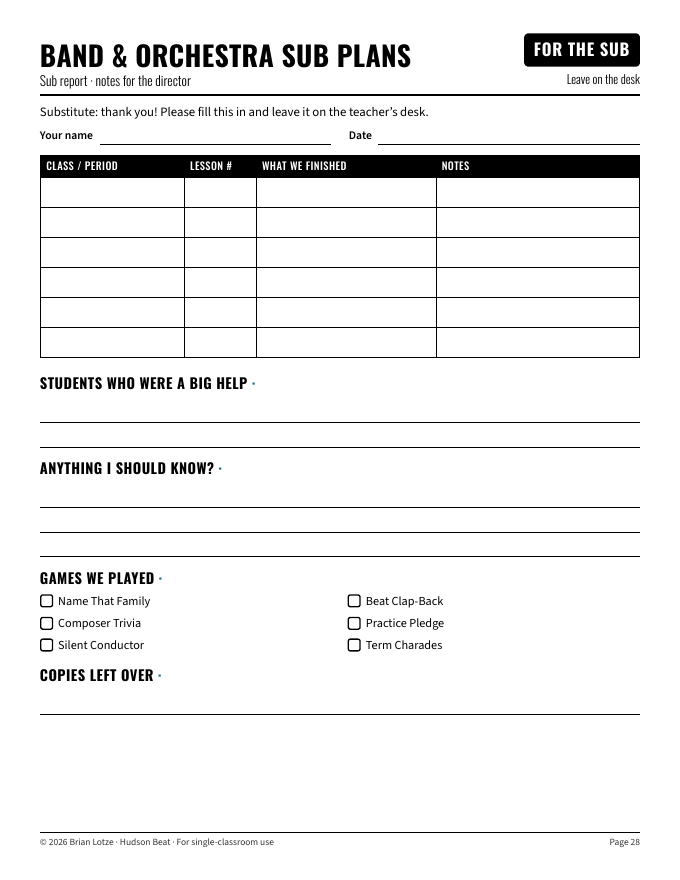 BAND & ORCHESTRA SUB PLANS
FOR THE SUB
Sub report · notes for the director
Leave on the desk
Substitute: thank you! Please fill this in and leave it on the teacher’s desk.
Your name
Date
CLASS / PERIOD
LESSON #
WHAT WE FINISHED
NOTES
STUDENTS WHO WERE A BIG HELP ·
ANYTHING I SHOULD KNOW? ·
GAMES WE PLAYED ·
Name That Family
Beat Clap-Back
Composer Trivia
Practice Pledge
Silent Conductor
Term Charades
COPIES LEFT OVER ·
© 2026 Brian Lotze · Hudson Beat · For single-classroom use
Page 28